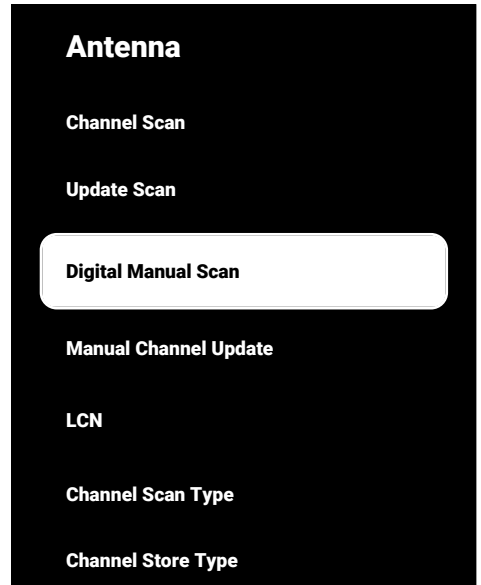 Antenna
Channel Scan
Update Scan
Digital Manual Scan
Manual Channel Update
LCN
Channel Scan Type
Channel Store Type